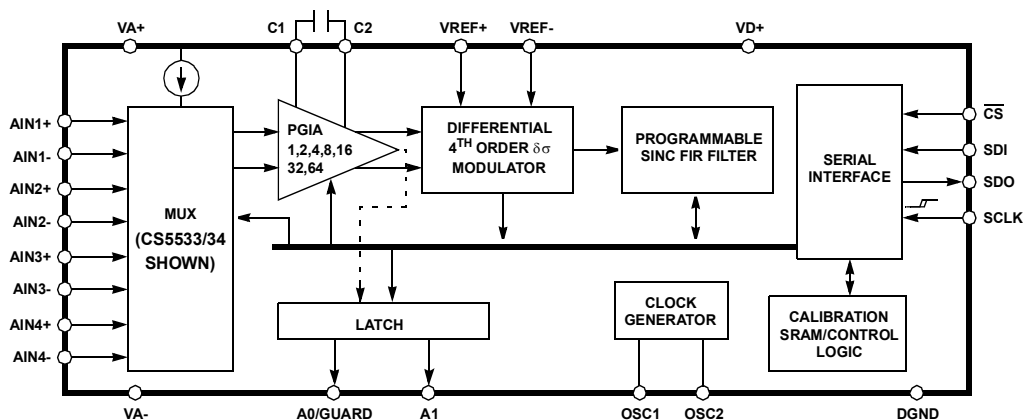 VA+
C1
C2
VREF+
VREF-
VD+
AIN1+
AIN1-
AIN2+
AIN2-
AIN3+
AIN3-
AIN4+
AIN4-
MUX
(CS5533/34
SHOWN)
PGIA
1,2,4,8,16
32,64
DIFFERENTIAL
4TH ORDER δσ
MODULATOR
PROGRAMMABLE
SINC FIR FILTER
SERIAL
INTERFACE
CS
SDI
SDO
SCLK
LATCH
CLOCK
GENERATOR
CALIBRATION
SRAM/CONTROL
LOGIC
VA-
A0/GUARD
A1
OSC1
OSC2
DGND